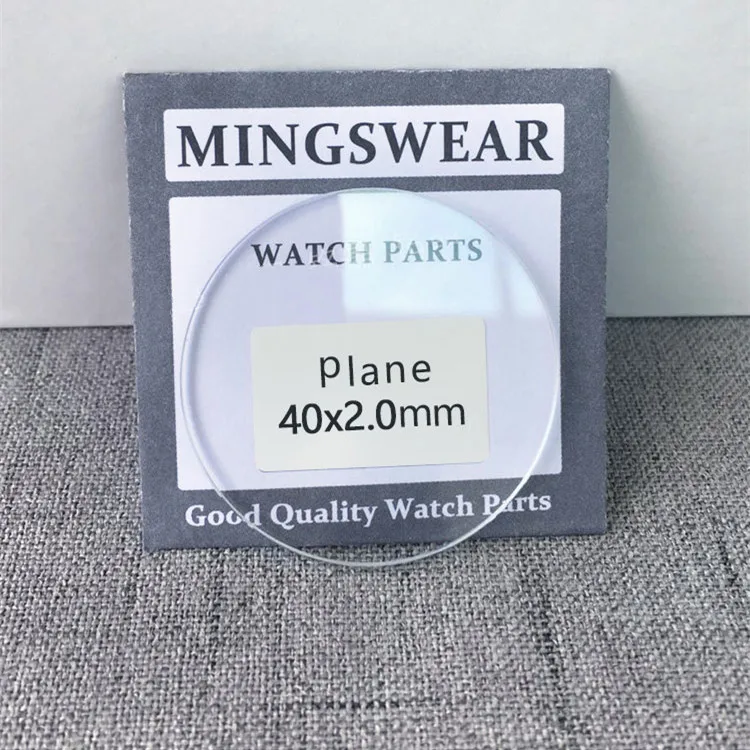 MINGSWEAR
WATCH PARTS
plane
40x2.0mm
Good Quality Watch Parts